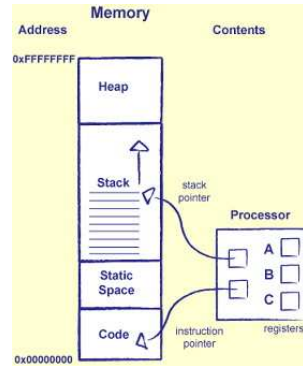 Memory
Address
Contents
0xFFFFFFFF
Heap
Stack
stack
pointer
Processor
A
B
C
Static
Space
Code
instruction
pointer
registers
0x00000000